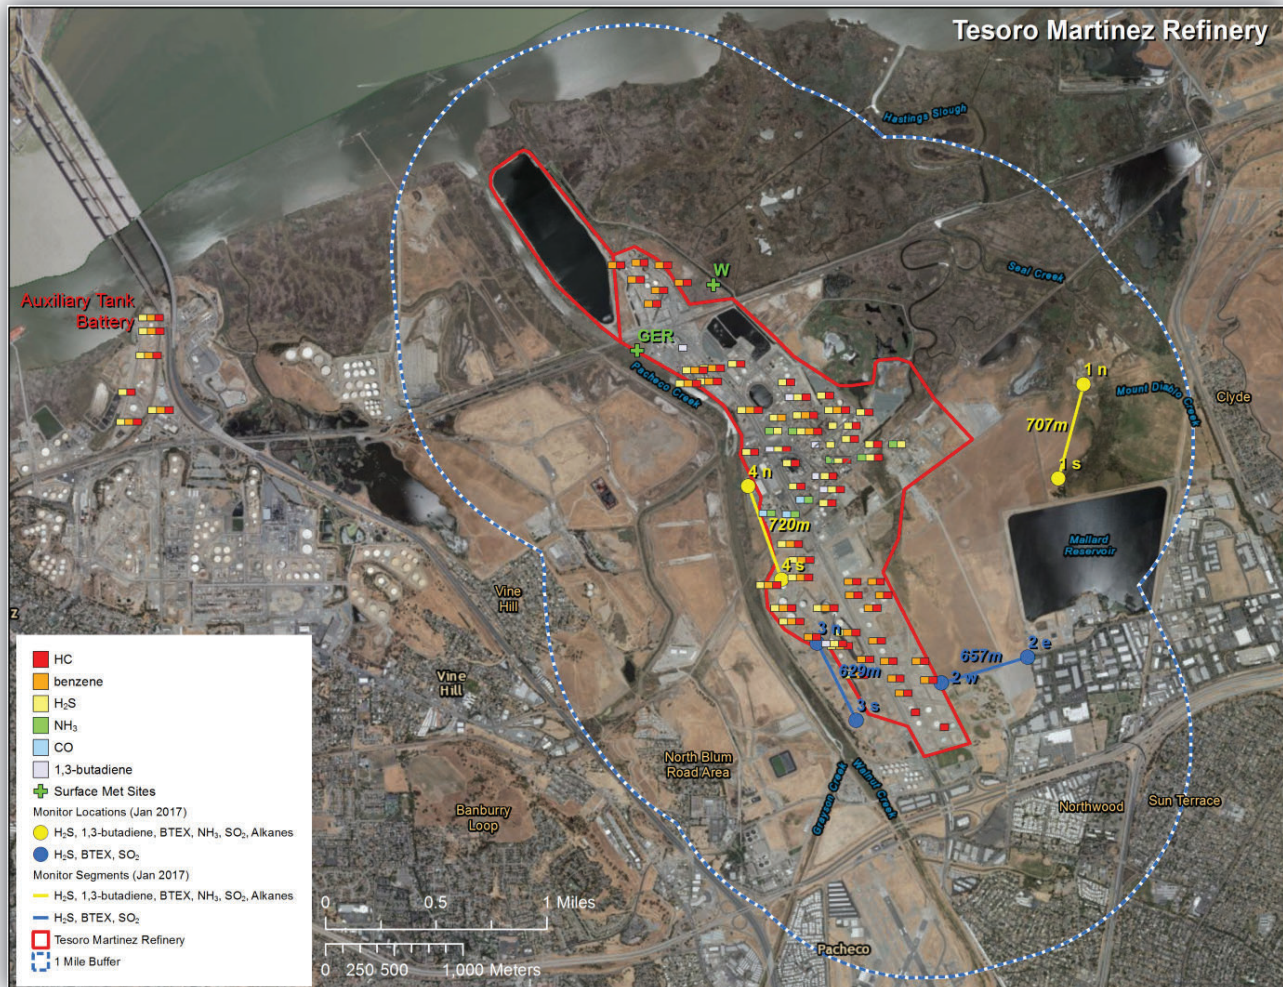 Tesoro Martinez Refinery
Hastings Slough
Seal Creek
W
Auxiliary Tank
Battery
GER
Pacheco Creek
1 n
Mount Diablo Creek
Clyde
707m
1 s
4 n
720m
Mallard
Reservoir
4 s
Vine
Hill
z
3 n
2 e
657m
629m
2 w
Vine
Hill
3 s
North Blum
Road Area
Grayson Creek
Walnut Creek
Banburry
Loop
Northwood
Sun Terrace
Pacheco
HC
benzene
H₂S
NH₃
CO
1,3-butadiene
Surface Met Sites
Monitor Locations (Jan 2017)
H₂S, 1,3-butadiene, BTEX, NH₃, SO₂, Alkanes
H₂S, BTEX, SO₂
Monitor Segments (Jan 2017)
H₂S, 1,3-butadiene, BTEX, NH₃, SO₂, Alkanes
H₂S, BTEX, SO₂
Tesoro Martinez Refinery
1 Mile Buffer
0 0.5 1 Miles
0 250 500 1,000 Meters